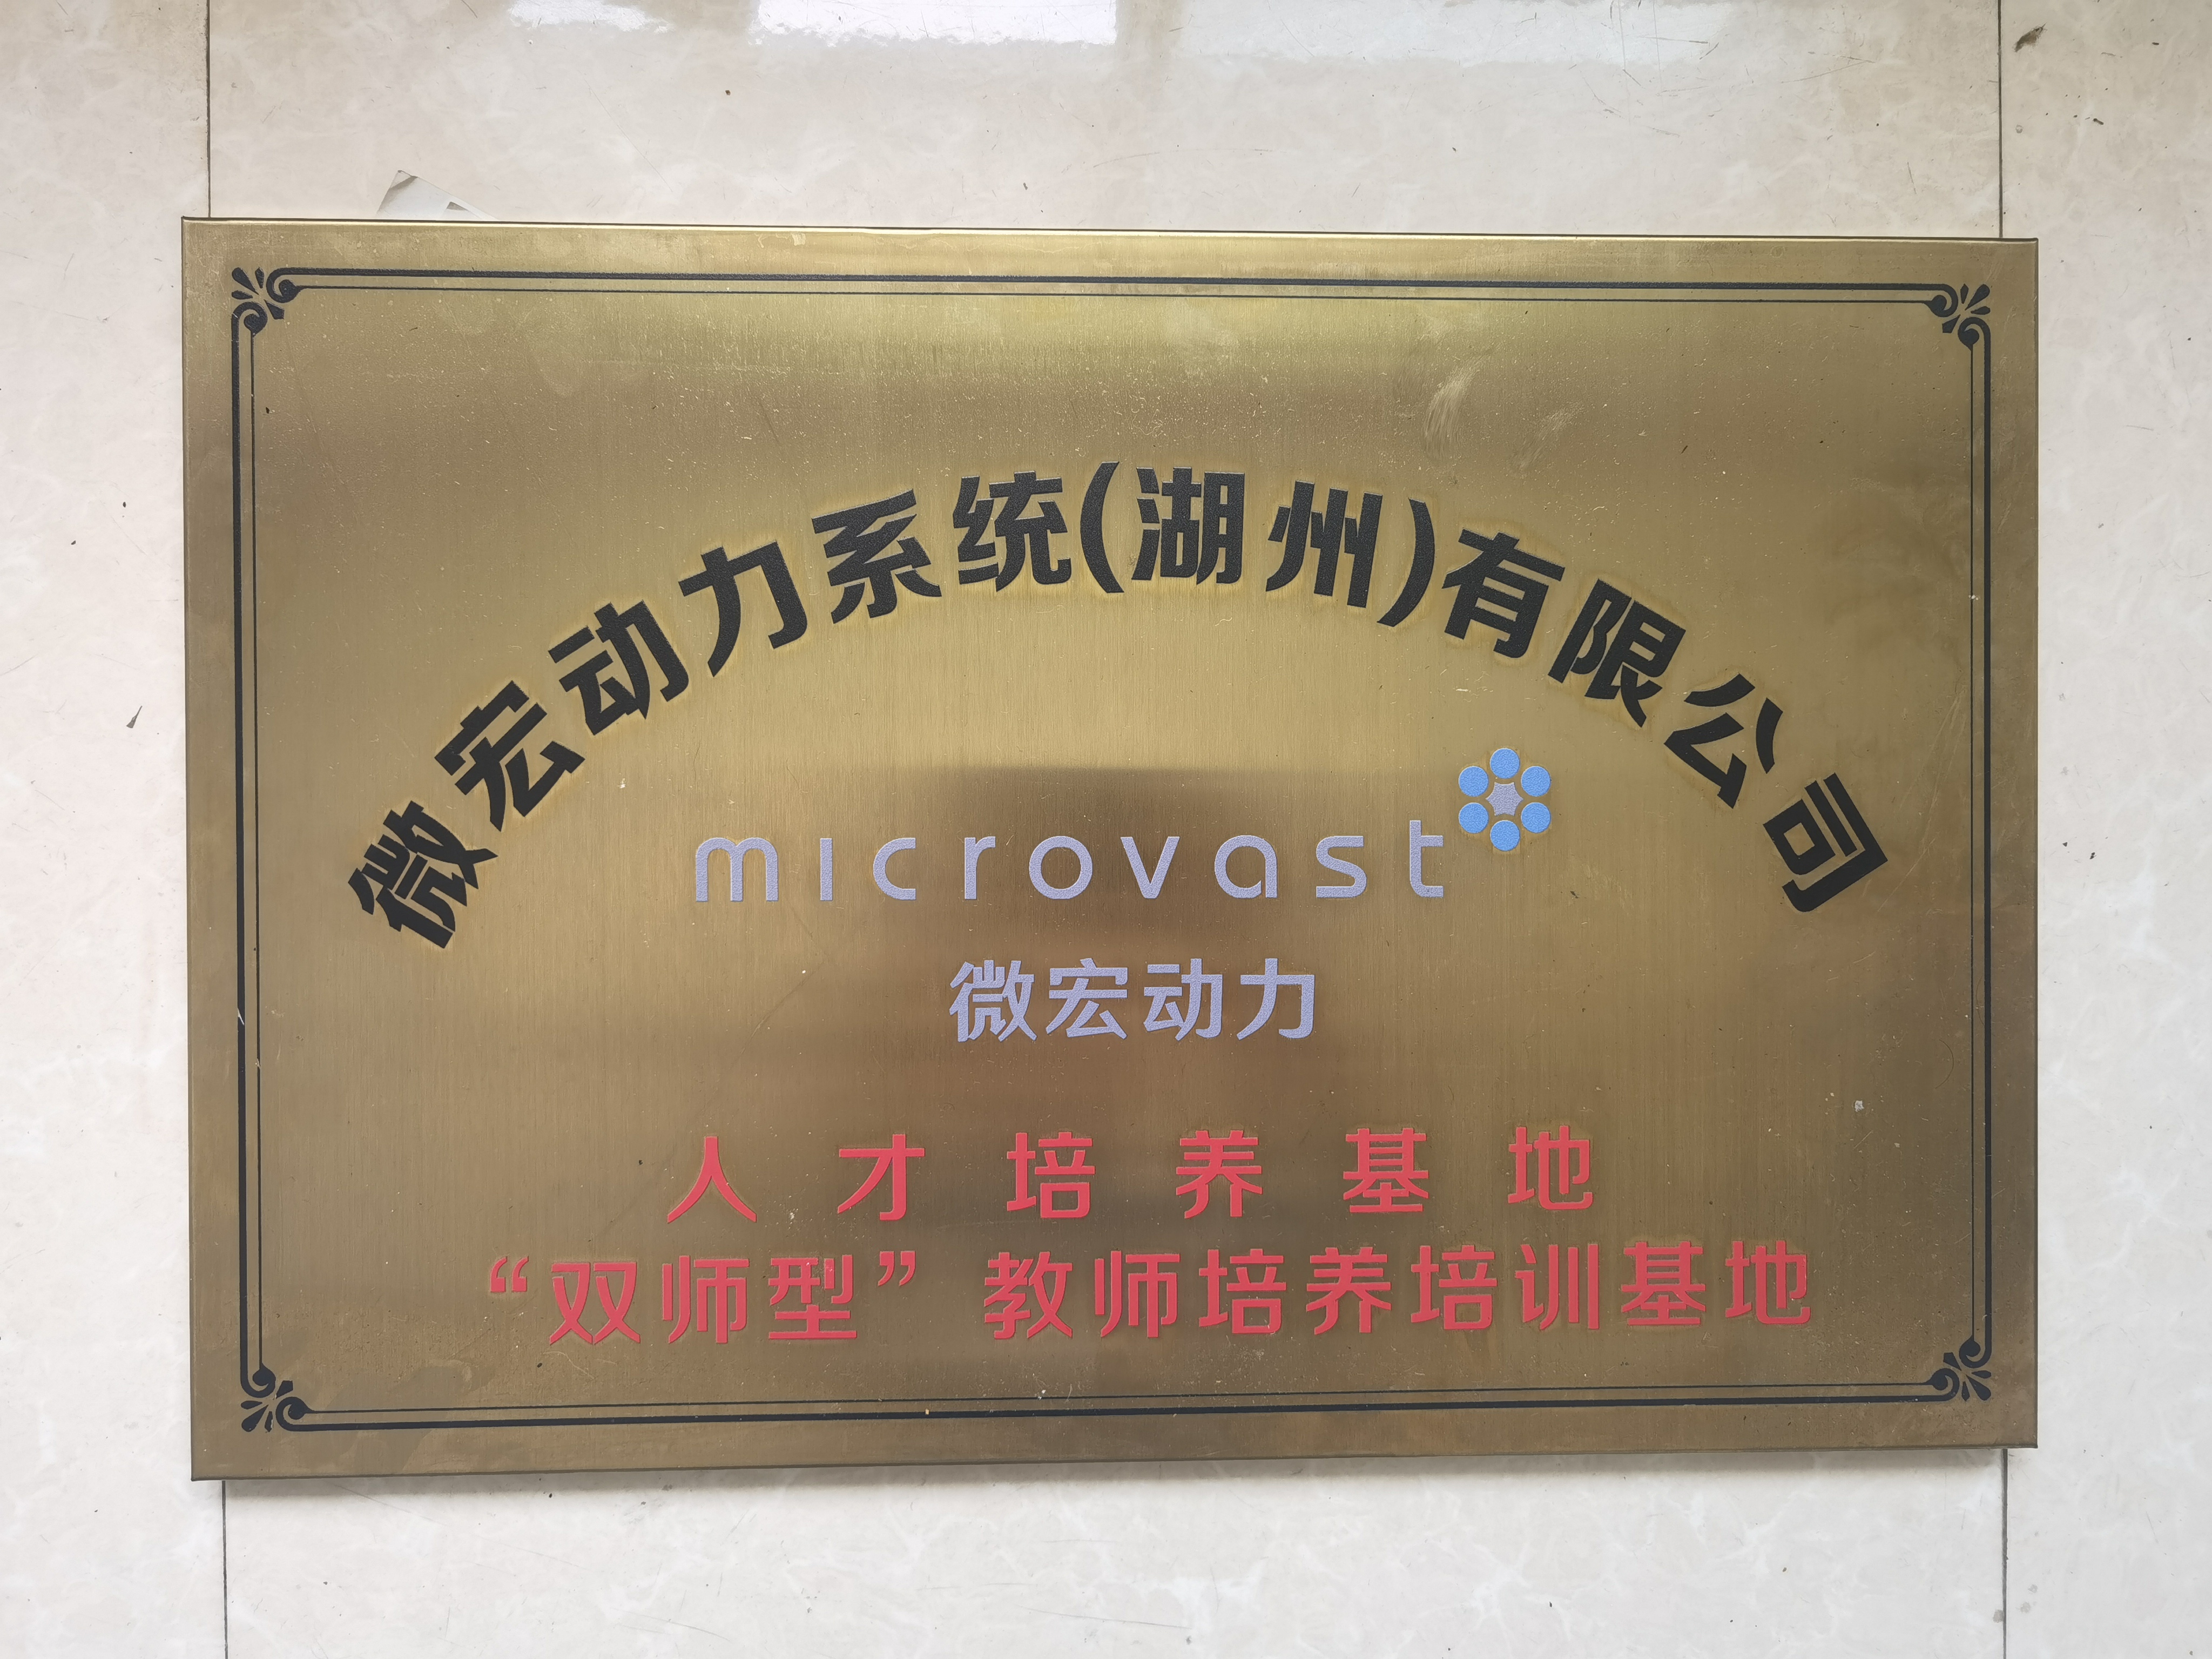 微宏动力系统(湖州)有限公司
microvast
微宏动力
人才培养基地
“双师型”教师培养培训基地